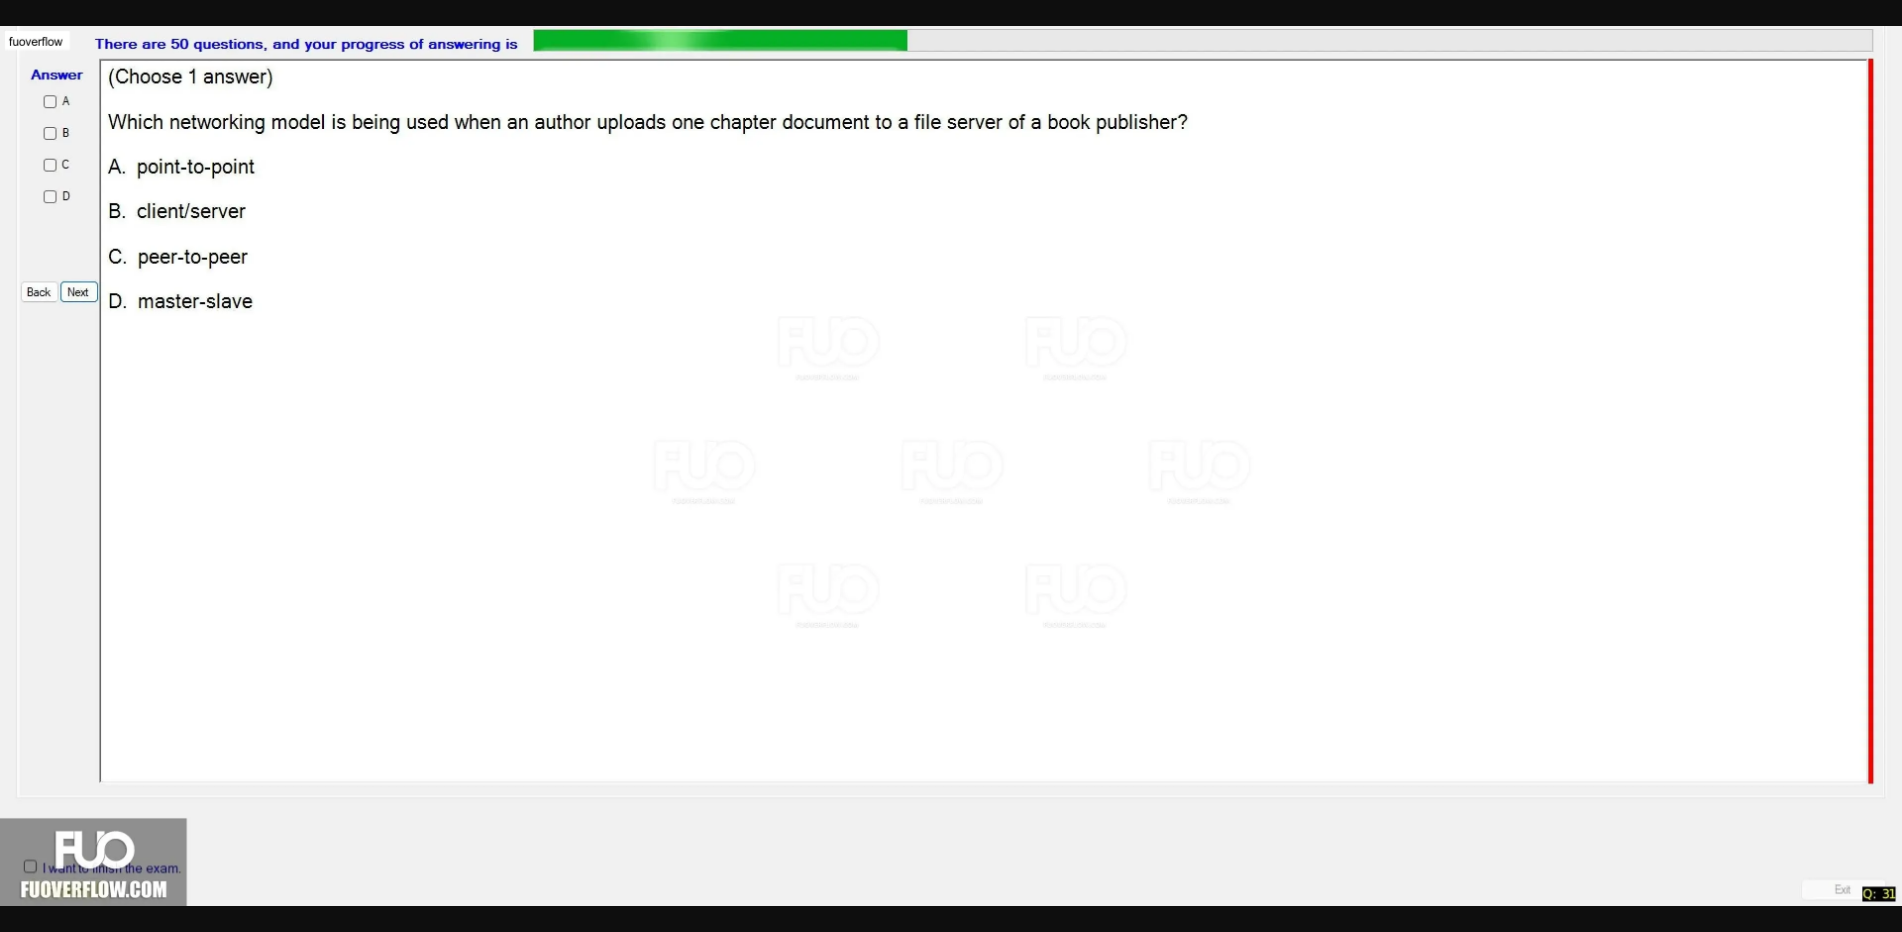 fuoverflow
There are 50 questions, and your progress of answering is
Answer
(Choose 1 answer)
A
B
C
D
Which networking model is being used when an author uploads one chapter document to a file server of a book publisher?
A. point-to-point
B. client/server
C. peer-to-peer
D. master-slave
Back
Next
FUO
FUO
FUO
FUO
FUO
FUO
FUO
FUO
I want to finish the exam.
FUOVERFLOW.COM
Exit
Q: 31